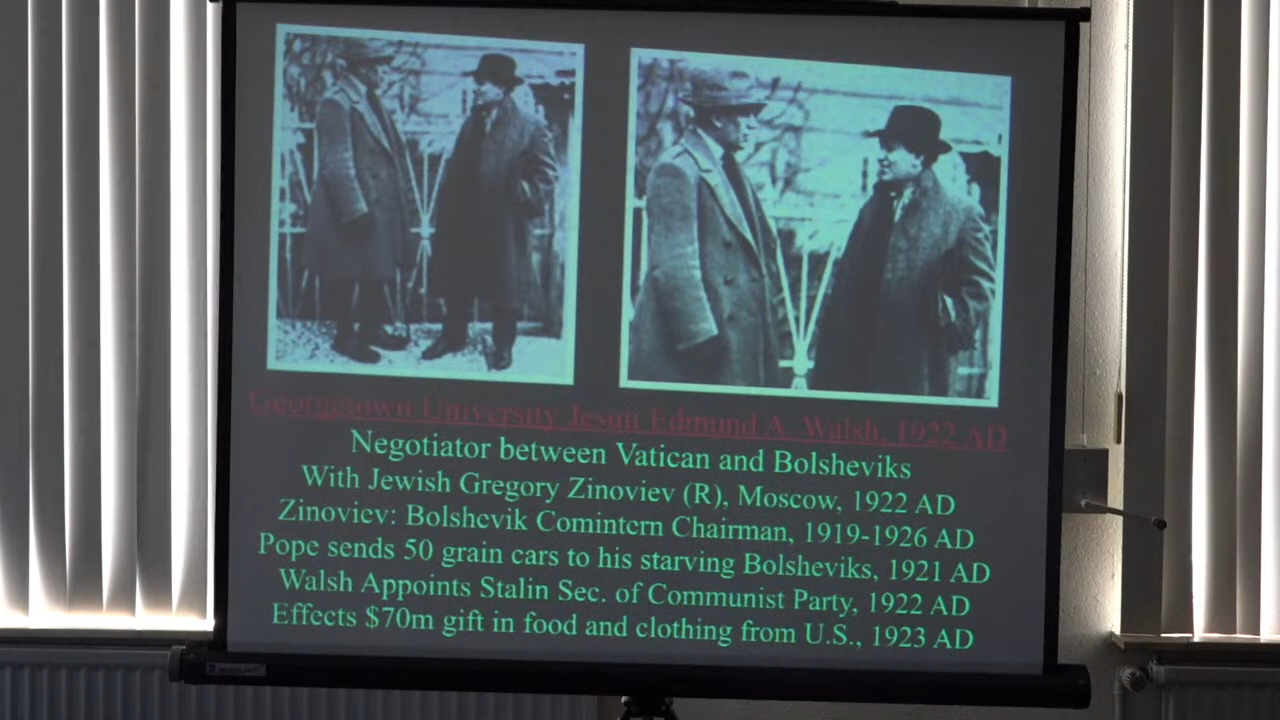 Georgetown University Jesuit Edmund A. Walsh, 1922 AD
Negotiator between Vatican and Bolsheviks
With Jewish Gregory Zinoviev (R), Moscow, 1922 AD
Zinoviev: Bolshevik Comintern Chairman, 1919-1926 AD
Pope sends 50 grain cars to his starving Bolsheviks, 1921 AD
Walsh Appoints Stalin Sec. of Communist Party, 1922 AD
Effects $70m gift in food and clothing from U.S., 1923 AD